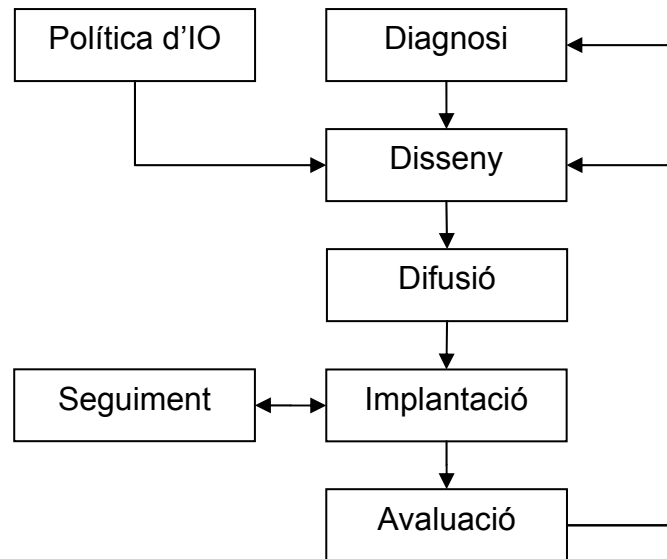 Política d’IO
Diagnosi
Disseny
Difusió
Seguiment
Implantació
Avaluació